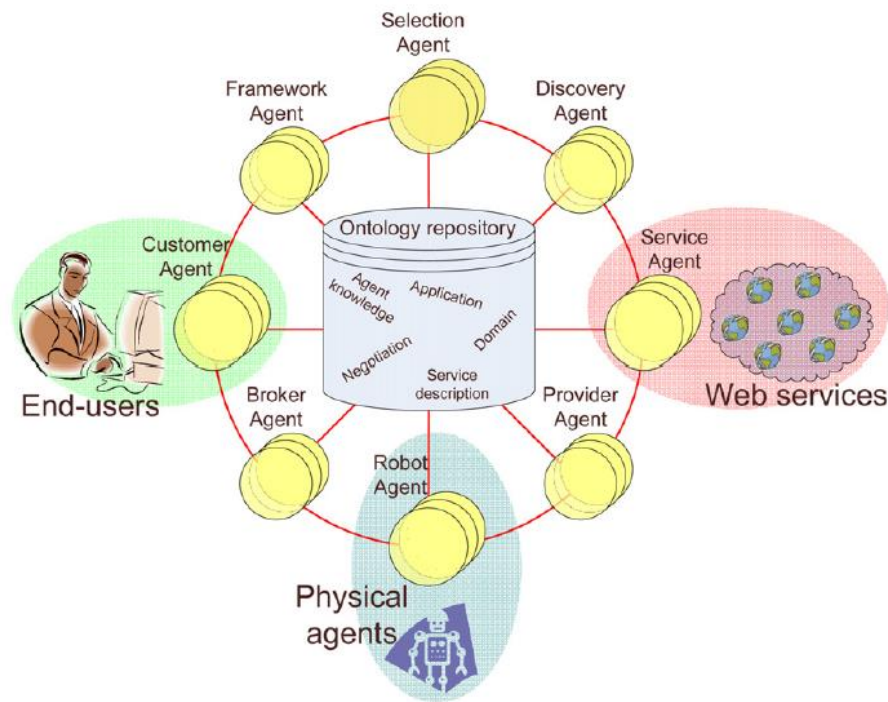 Selection
Agent
Framework
Agent
Discovery
Agent
Ontology repository
Customer
Agent
Service
Agent
Agent
knowledge
Application
Domain
Negotiation
Service
description
End-users
Web services
Broker
Agent
Provider
Agent
Robot
Agent
Physical
agents